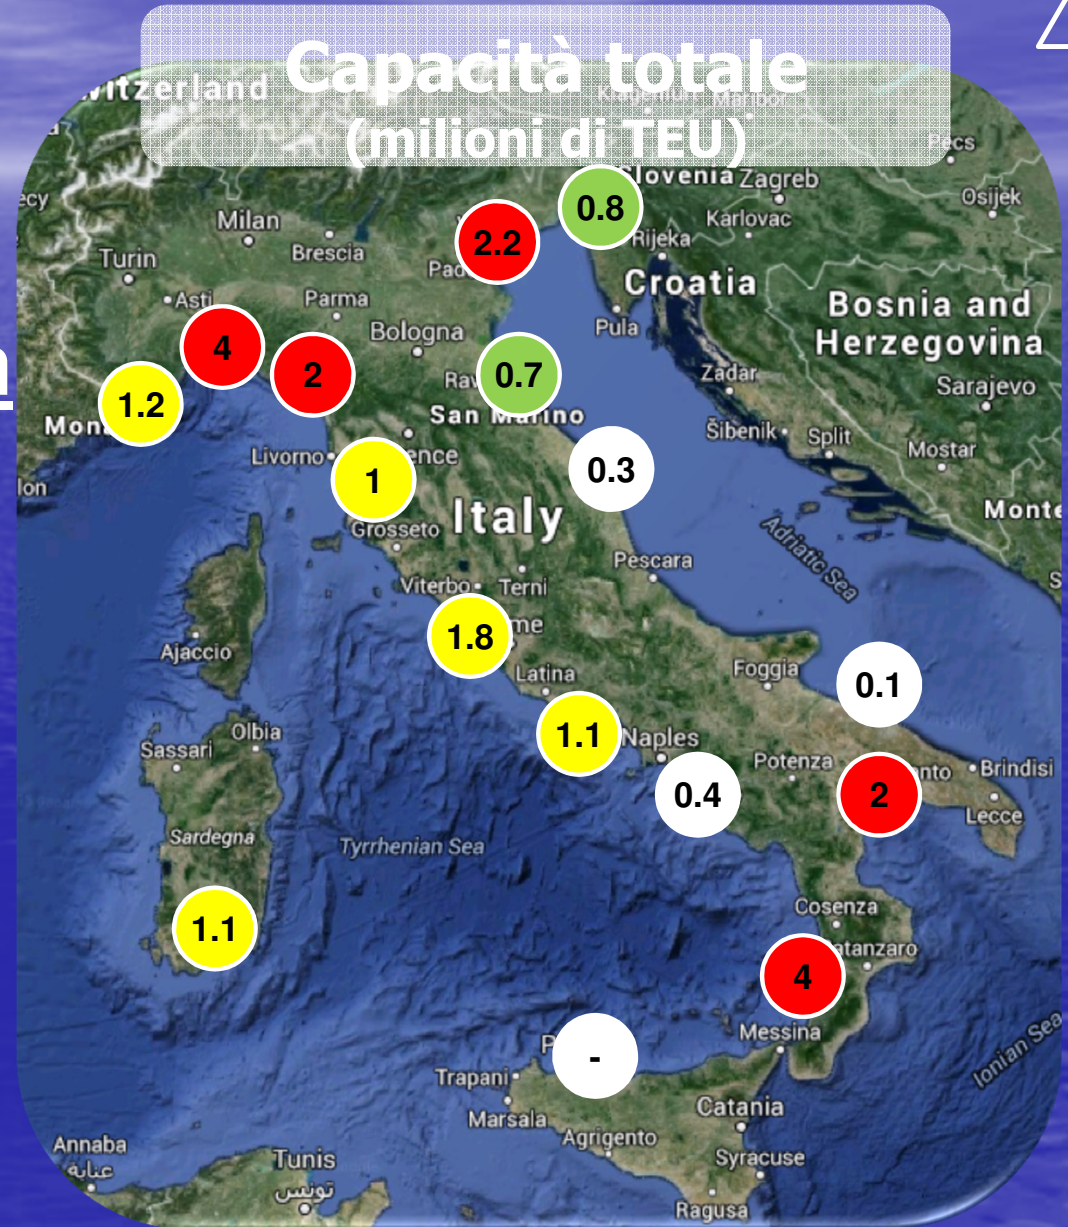 Capacità totale
(milioni di TEU)
Slovenia
Zagreb
Osijek
Milan
0.8
Karlovac
Brescia
2.2
Rijeka
Turin
Croatia
Asti
Parma
Bosnia and
Herzegovina
Bologna
Pula
4
2
0.7
Zadar
Sarajevo
1.2
San Marino
Šibenik
Split
Mostar
Livorno
1
0.3
Italy
Grosseto
Adriatic Sea
Pescara
Viterbo
Terni
1.8
Ajaccio
Latina
Foggia
0.1
Olbia
Sassari
1.1
Naples
Potenza
Brindisi
0.4
2
Lecce
Sardegna
Tyrrhenian Sea
1.1
Cosenza
4
Messina
Ionian Sea
-
Trapani
Marsala
Catania
Agrigento
Annaba
عنابة
Tunis
تونس
Syracuse
Ragusa